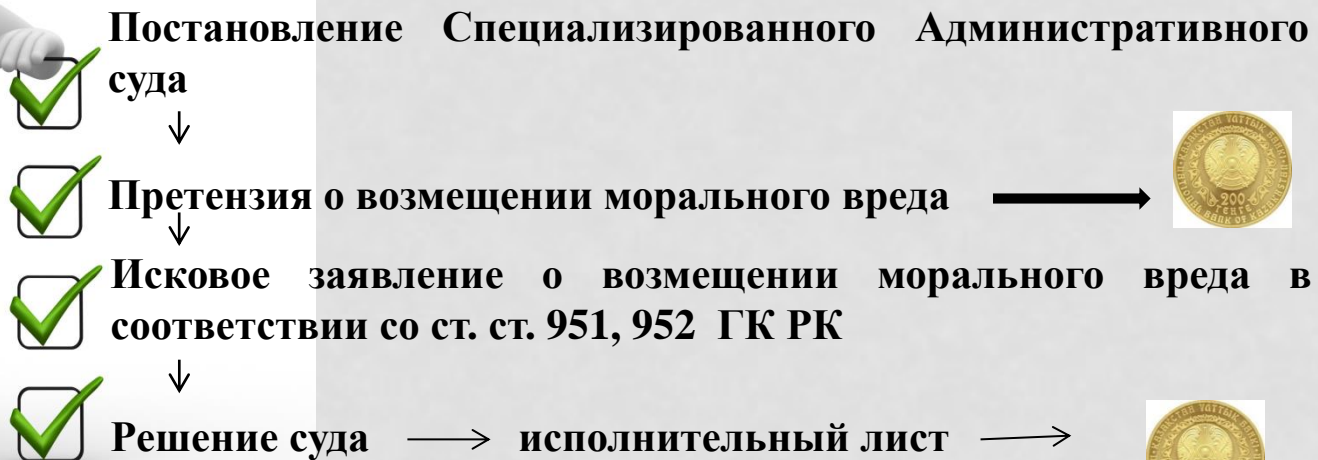 Постановление Специализированного Административного
суда
Претензия о возмещении морального вреда
Исковое заявление о возмещении морального вреда в
соответствии со ст. ст. 951, 952 ГК РК
Решение суда исполнительный лист
200